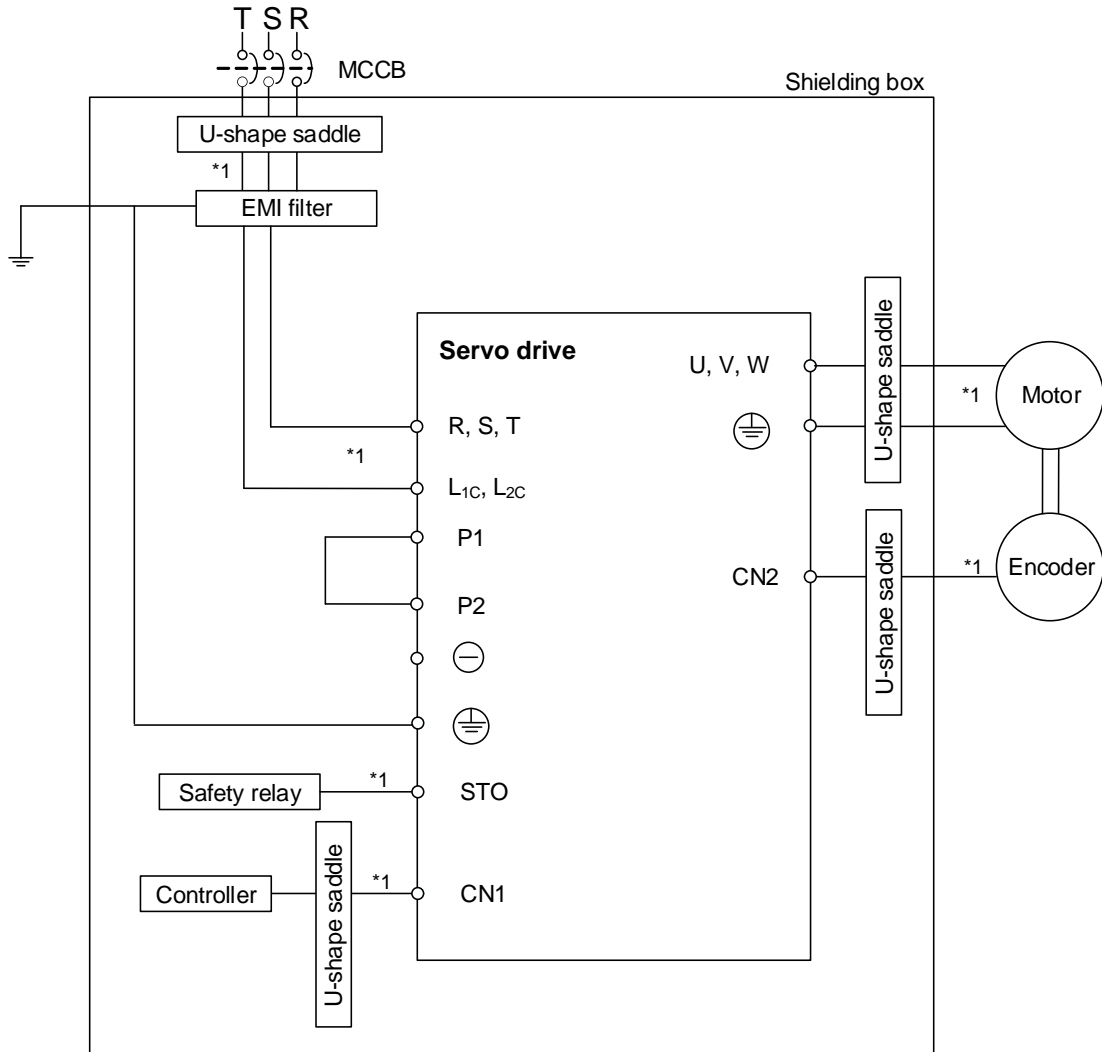 T S R
MCCB
Shielding box
U-shape saddle
*1
EMI filter
Servo drive
U, V, W
U-shape saddle
*1
Motor
R, S, T
*1
L1C, L2C
P1
CN2
U-shape saddle
*1
Encoder
P2
Safety relay
*1
STO
Controller
U-shape saddle
*1
CN1